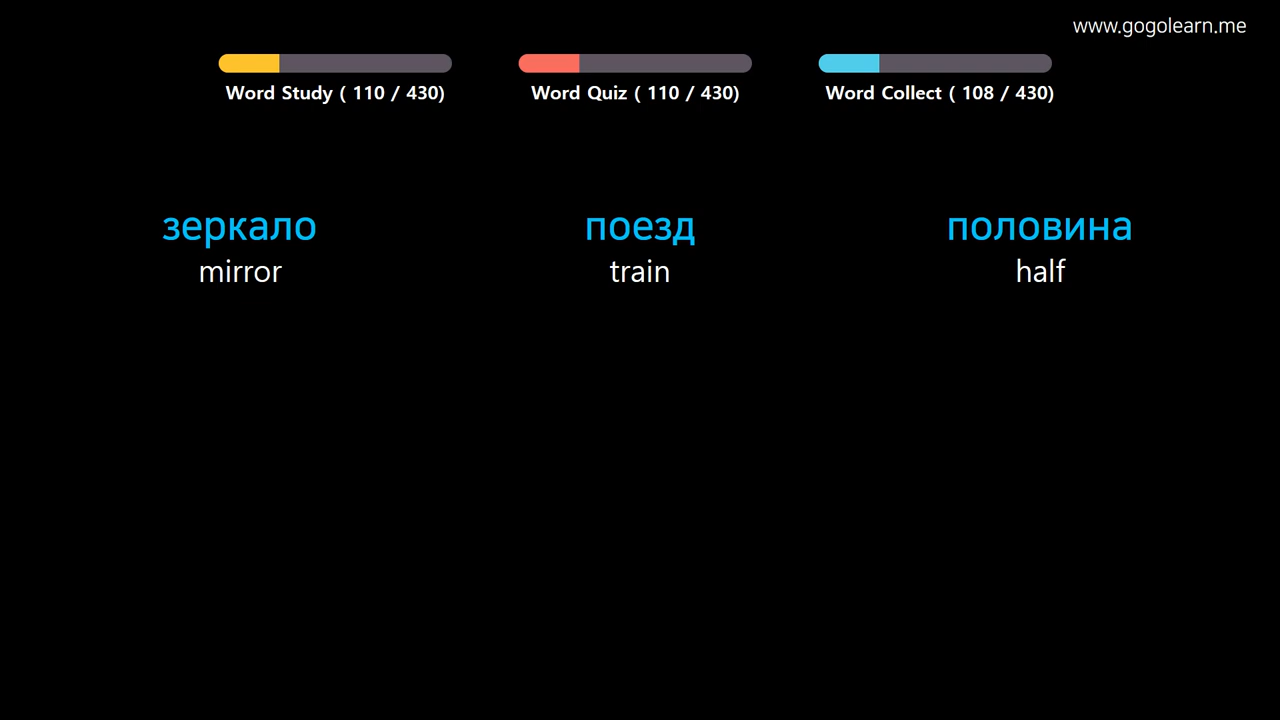 www.gogolearn.me
Word Study ( 110 / 430)
Word Quiz ( 110 / 430)
Word Collect ( 108 / 430)
зеркало
mirror
поезд
train
половина
half